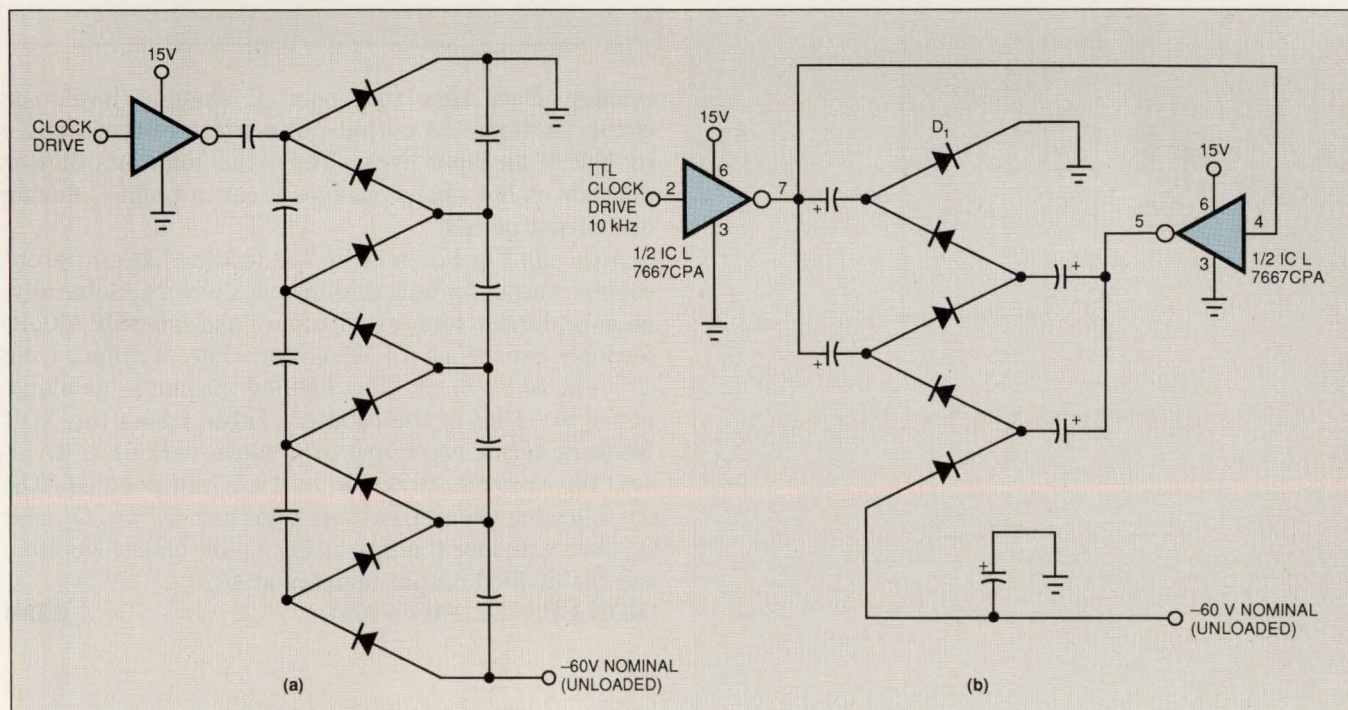 15V
CLOCK
DRIVE
(a)
–60V NOMINAL
(UNLOADED)
15V
TTL
CLOCK
DRIVE
10 kHz
2
6
3
7
1/2 IC L
7667CPA
D1
+
+
+
+
+
15V
6
5
4
3
1/2 IC L
7667CPA
–60 V NOMINAL
(UNLOADED)
(b)